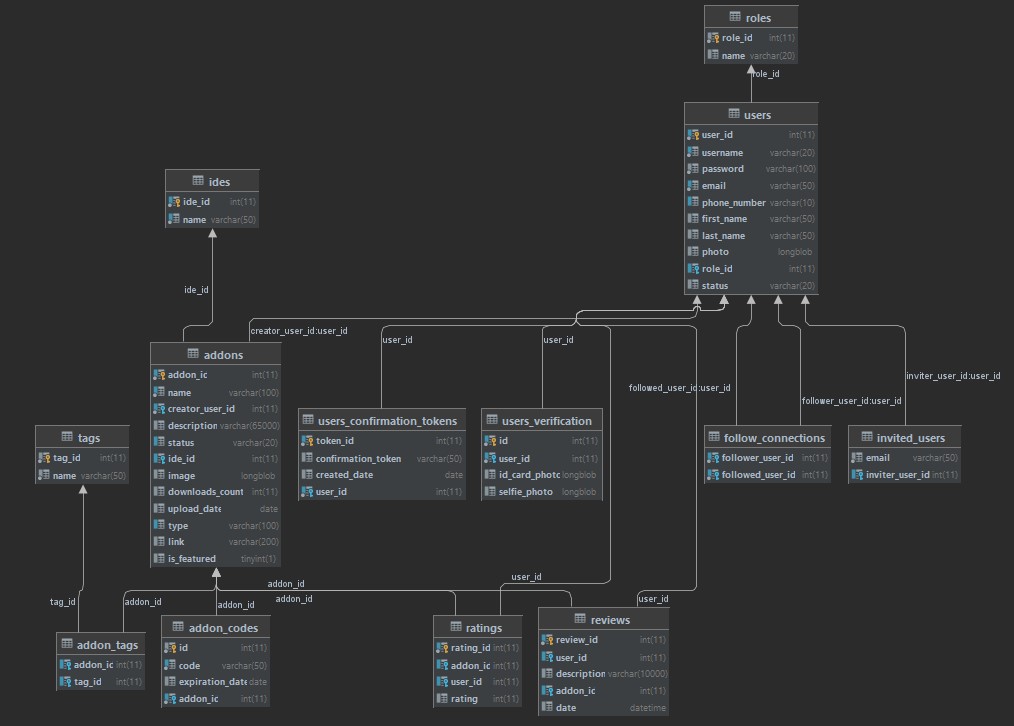 roles
role_id int(11)
name varchar(20)
role_id
users
user_id int(11)
username varchar(20)
password varchar(100)
email varchar(50)
phone_number varchar(10)
first_name varchar(50)
last_name varchar(50)
photo longblob
role_id int(11)
status varchar(20)
ides
ide_id int(11)
name varchar(50)
ide_id
creator_user_id:user_id
user_id
user_id
followed_user_id:user_id
follower_user_id:user_id
inviter_user_id:user_id
addons
addon_ic int(11)
name varchar(100)
creator_user_id int(11)
description varchar(65000)
status varchar(20)
ide_id int(11)
image longblob
downloads_count int(11)
upload_date date
type varchar(100)
link varchar(200)
is_featured tinyint(1)
tags
tag_id int(11)
name varchar(50)
users_confirmation_tokens
token_id int(11)
confirmation_token varchar(50)
created_date date
user_id int(11)
users_verification
id int(11)
user_id int(11)
id_card_photo longblob
selfie_photo longblob
follow_connections
follower_user_id int(11)
followed_user_id int(11)
invited_users
email varchar(50)
inviter_user_id int(11)
tag_id
addon_id
addon_id
addon_id
addon_id
user_id
user_id
addon_tags
addon_ic int(11)
tag_id int(11)
addon_codes
id int(11)
code varchar(50)
expiration_date date
addon_ic int(11)
ratings
rating_id int(11)
addon_ic int(11)
user_id int(11)
rating int(11)
reviews
review_id int(11)
user_id int(11)
description varchar(10000)
addon_ic int(11)
date datetime